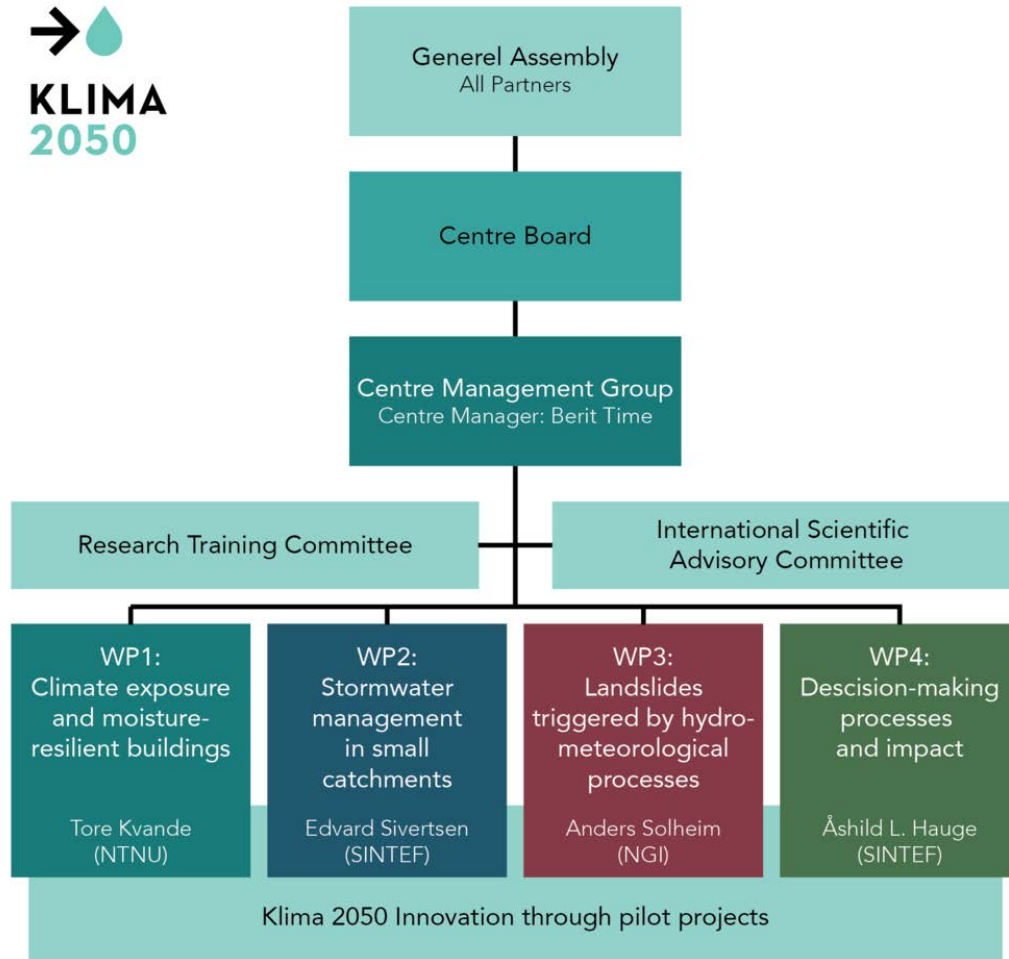 KLIMA
2050
Generel Assembly
All Partners
Centre Board
Centre Management Group
Centre Manager: Berit Time
Research Training Committee
International Scientific
Advisory Committee
WP1:
Climate exposure
and moisture-
resilient buildings
Tore Kvande
(NTNU)
WP2:
Stormwater
management
in small
catchments
Edvard Sivertsen
(SINTEF)
WP3:
Landslides
triggered by hydro-
meteorological
processes
Anders Solheim
(NGI)
WP4:
Descision-making
processes
and impact
Åshild L. Hauge
(SINTEF)
Klima 2050 Innovation through pilot projects